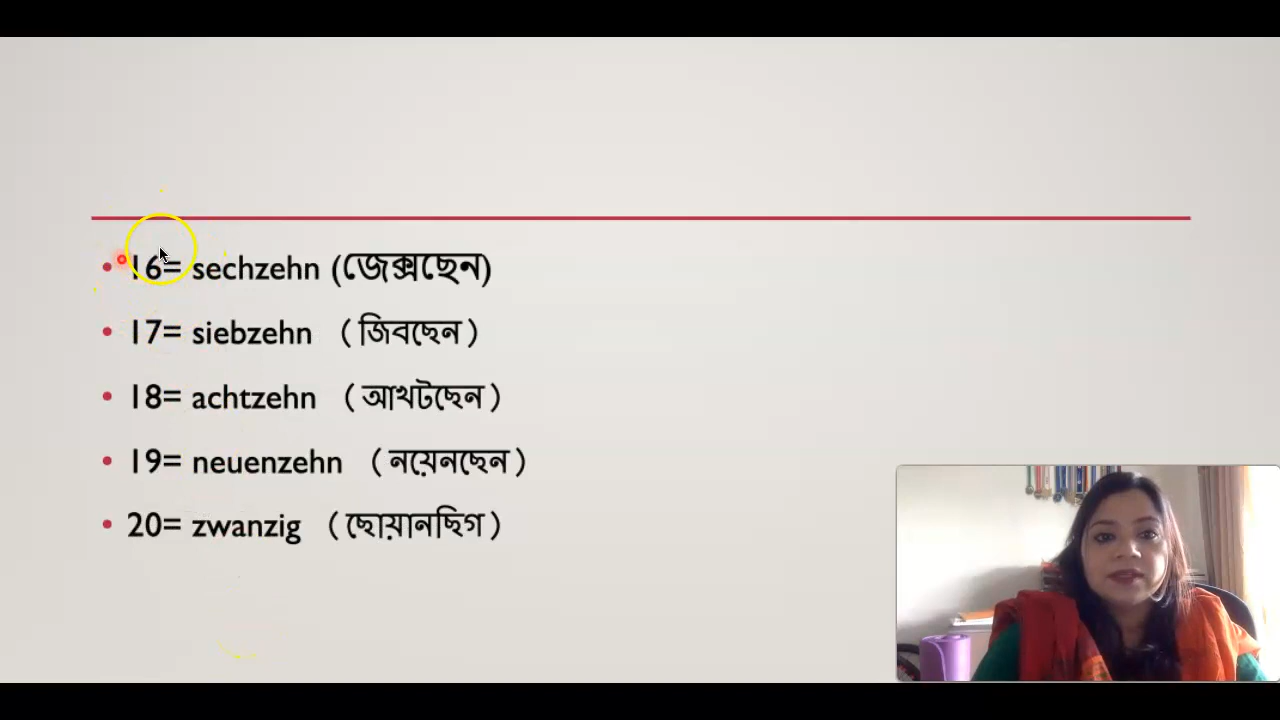 • 16= sechzehn (জেক্সছেন)
• 17= siebzehn (জিবছেন)
• 18= achtzehn (আখটছেন)
• 19= neuenzehn (নয়েনছেন)
• 20= zwanzig (ছোয়ানছিগ)